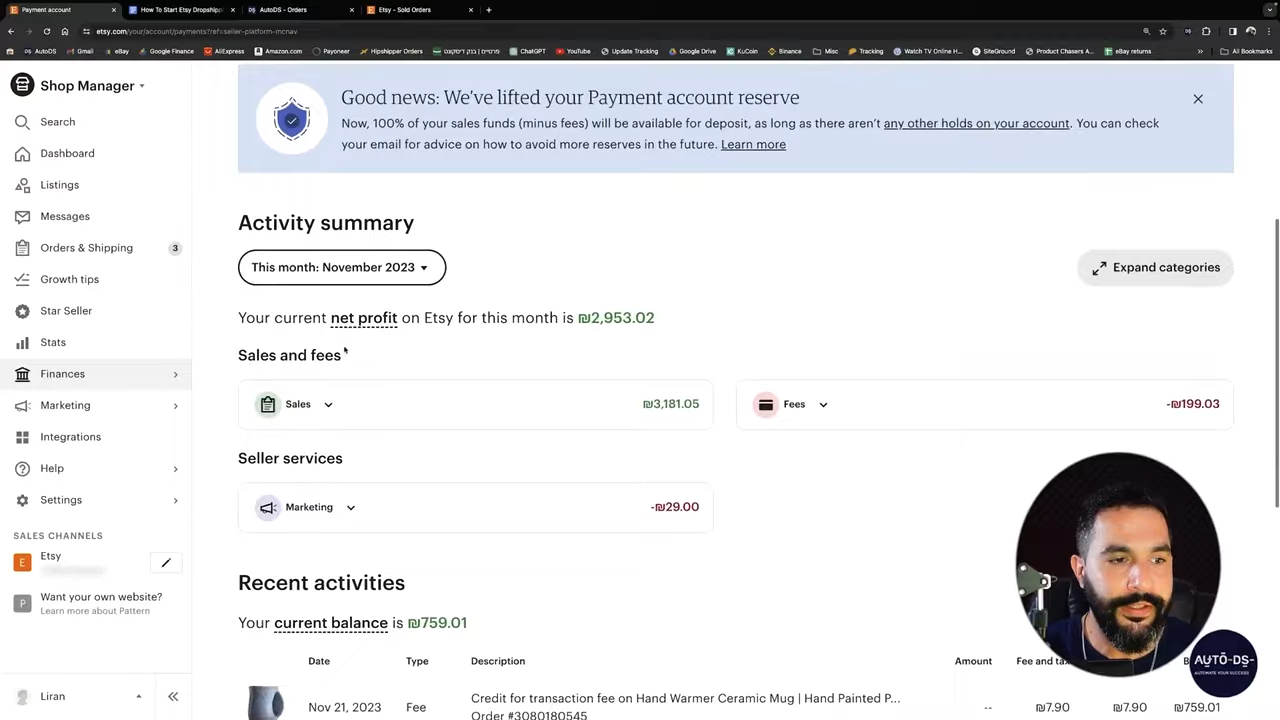 Payment account
How To Start Etsy Dropship
AutoDS - Orders
Etsy - Sold Orders
etsy.com/your/account/payments?ref=seller-platform-mcnav
AutoDS
Gmail
eBay
Google Finance
AliExpress
Amazon.com
Payoneer
Hipshipper Orders
פרטיים | בנק דיסקונט
ChatGPT
YouTube
Update Tracking
Google Drive
KuCoin
Binance
Misc
Tracking
Watch TV Online H...
SiteGround
Product Chasers A...
eBay returns
All Bookmarks
Shop Manager
Search
Dashboard
Listings
Messages
Orders & Shipping 3
Growth tips
Star Seller
Stats
Finances
Marketing
Integrations
Help
Settings
SALES CHANNELS
E Etsy
P Want your own website?
Learn more about Pattern
Liran
Good news: We've lifted your Payment account reserve
Now, 100% of your sales funds (minus fees) will be available for deposit, as long as there aren't any other holds on your account. You can check
your email for advice on how to avoid more reserves in the future. Learn more
Activity summary
This month: November 2023
Expand categories
Your current net profit on Etsy for this month is ₪2,953.02
Sales and fees
Sales ₪3,181.05
Fees -₪199.03
Seller services
Marketing -₪29.00
Recent activities
Your current balance is ₪759.01
Date Type Description Amount
Nov 21, 2023 Fee Credit for transaction fee on Hand Warmer Ceramic Mug | Hand Painted P...
Order #3080180545
-- ₪7.90 ₪7.90 ₪759.01
AUTO-DS-
AUTOMATE YOUR SUCCESS